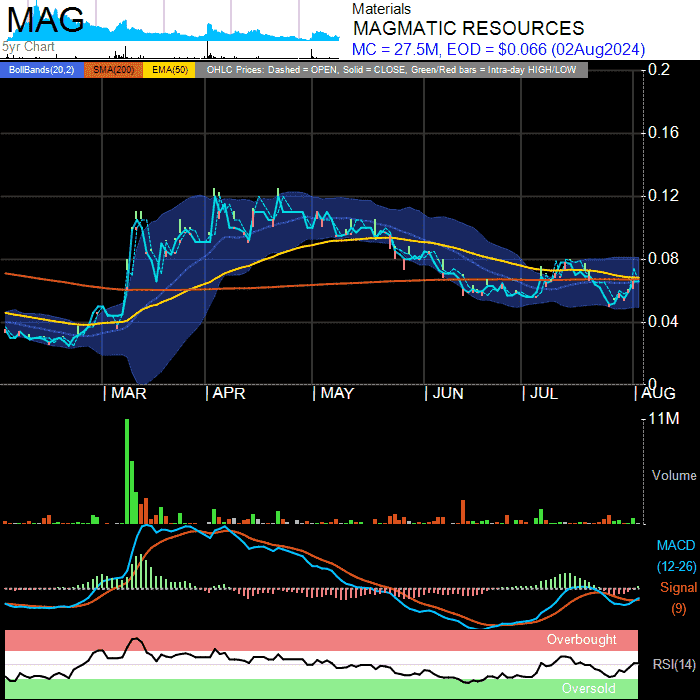 MAG
5yr Chart
Materials
MAGMATIC RESOURCES
MC = 27.5M, EOD = $0.066 (02Aug2024)
BollBands(20,2) SMA(200) EMA(50) OHLC Prices: Dashed = OPEN, Solid = CLOSE, Green/Red bars = Intra-day HIGH/LOW
0.2
0.16
0.12
0.08
0.04
0
MAR APR MAY JUN JUL AUG
11M
Volume
MACD
(12-26)
Signal
(9)
Overbought
RSI(14)
Oversold